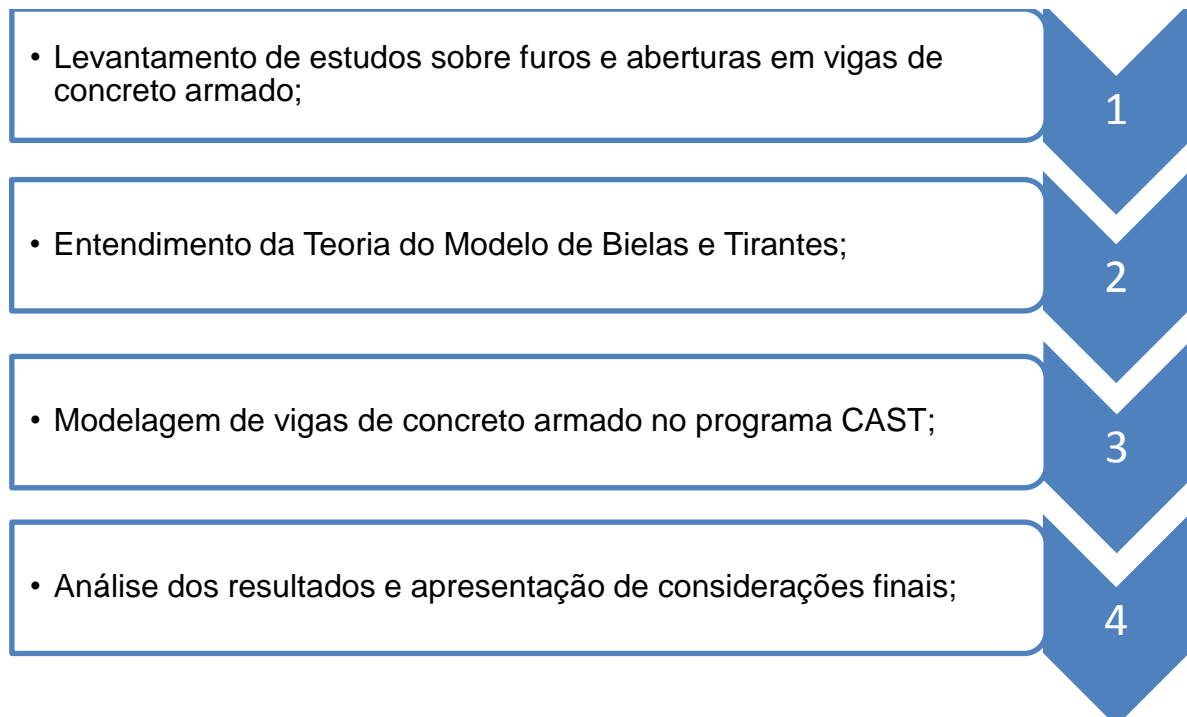 • Levantamento de estudos sobre furos e aberturas em vigas de
concreto armado;
1
• Entendimento da Teoria do Modelo de Bielas e Tirantes;
2
• Modelagem de vigas de concreto armado no programa CAST;
3
• Análise dos resultados e apresentação de considerações finais;
4